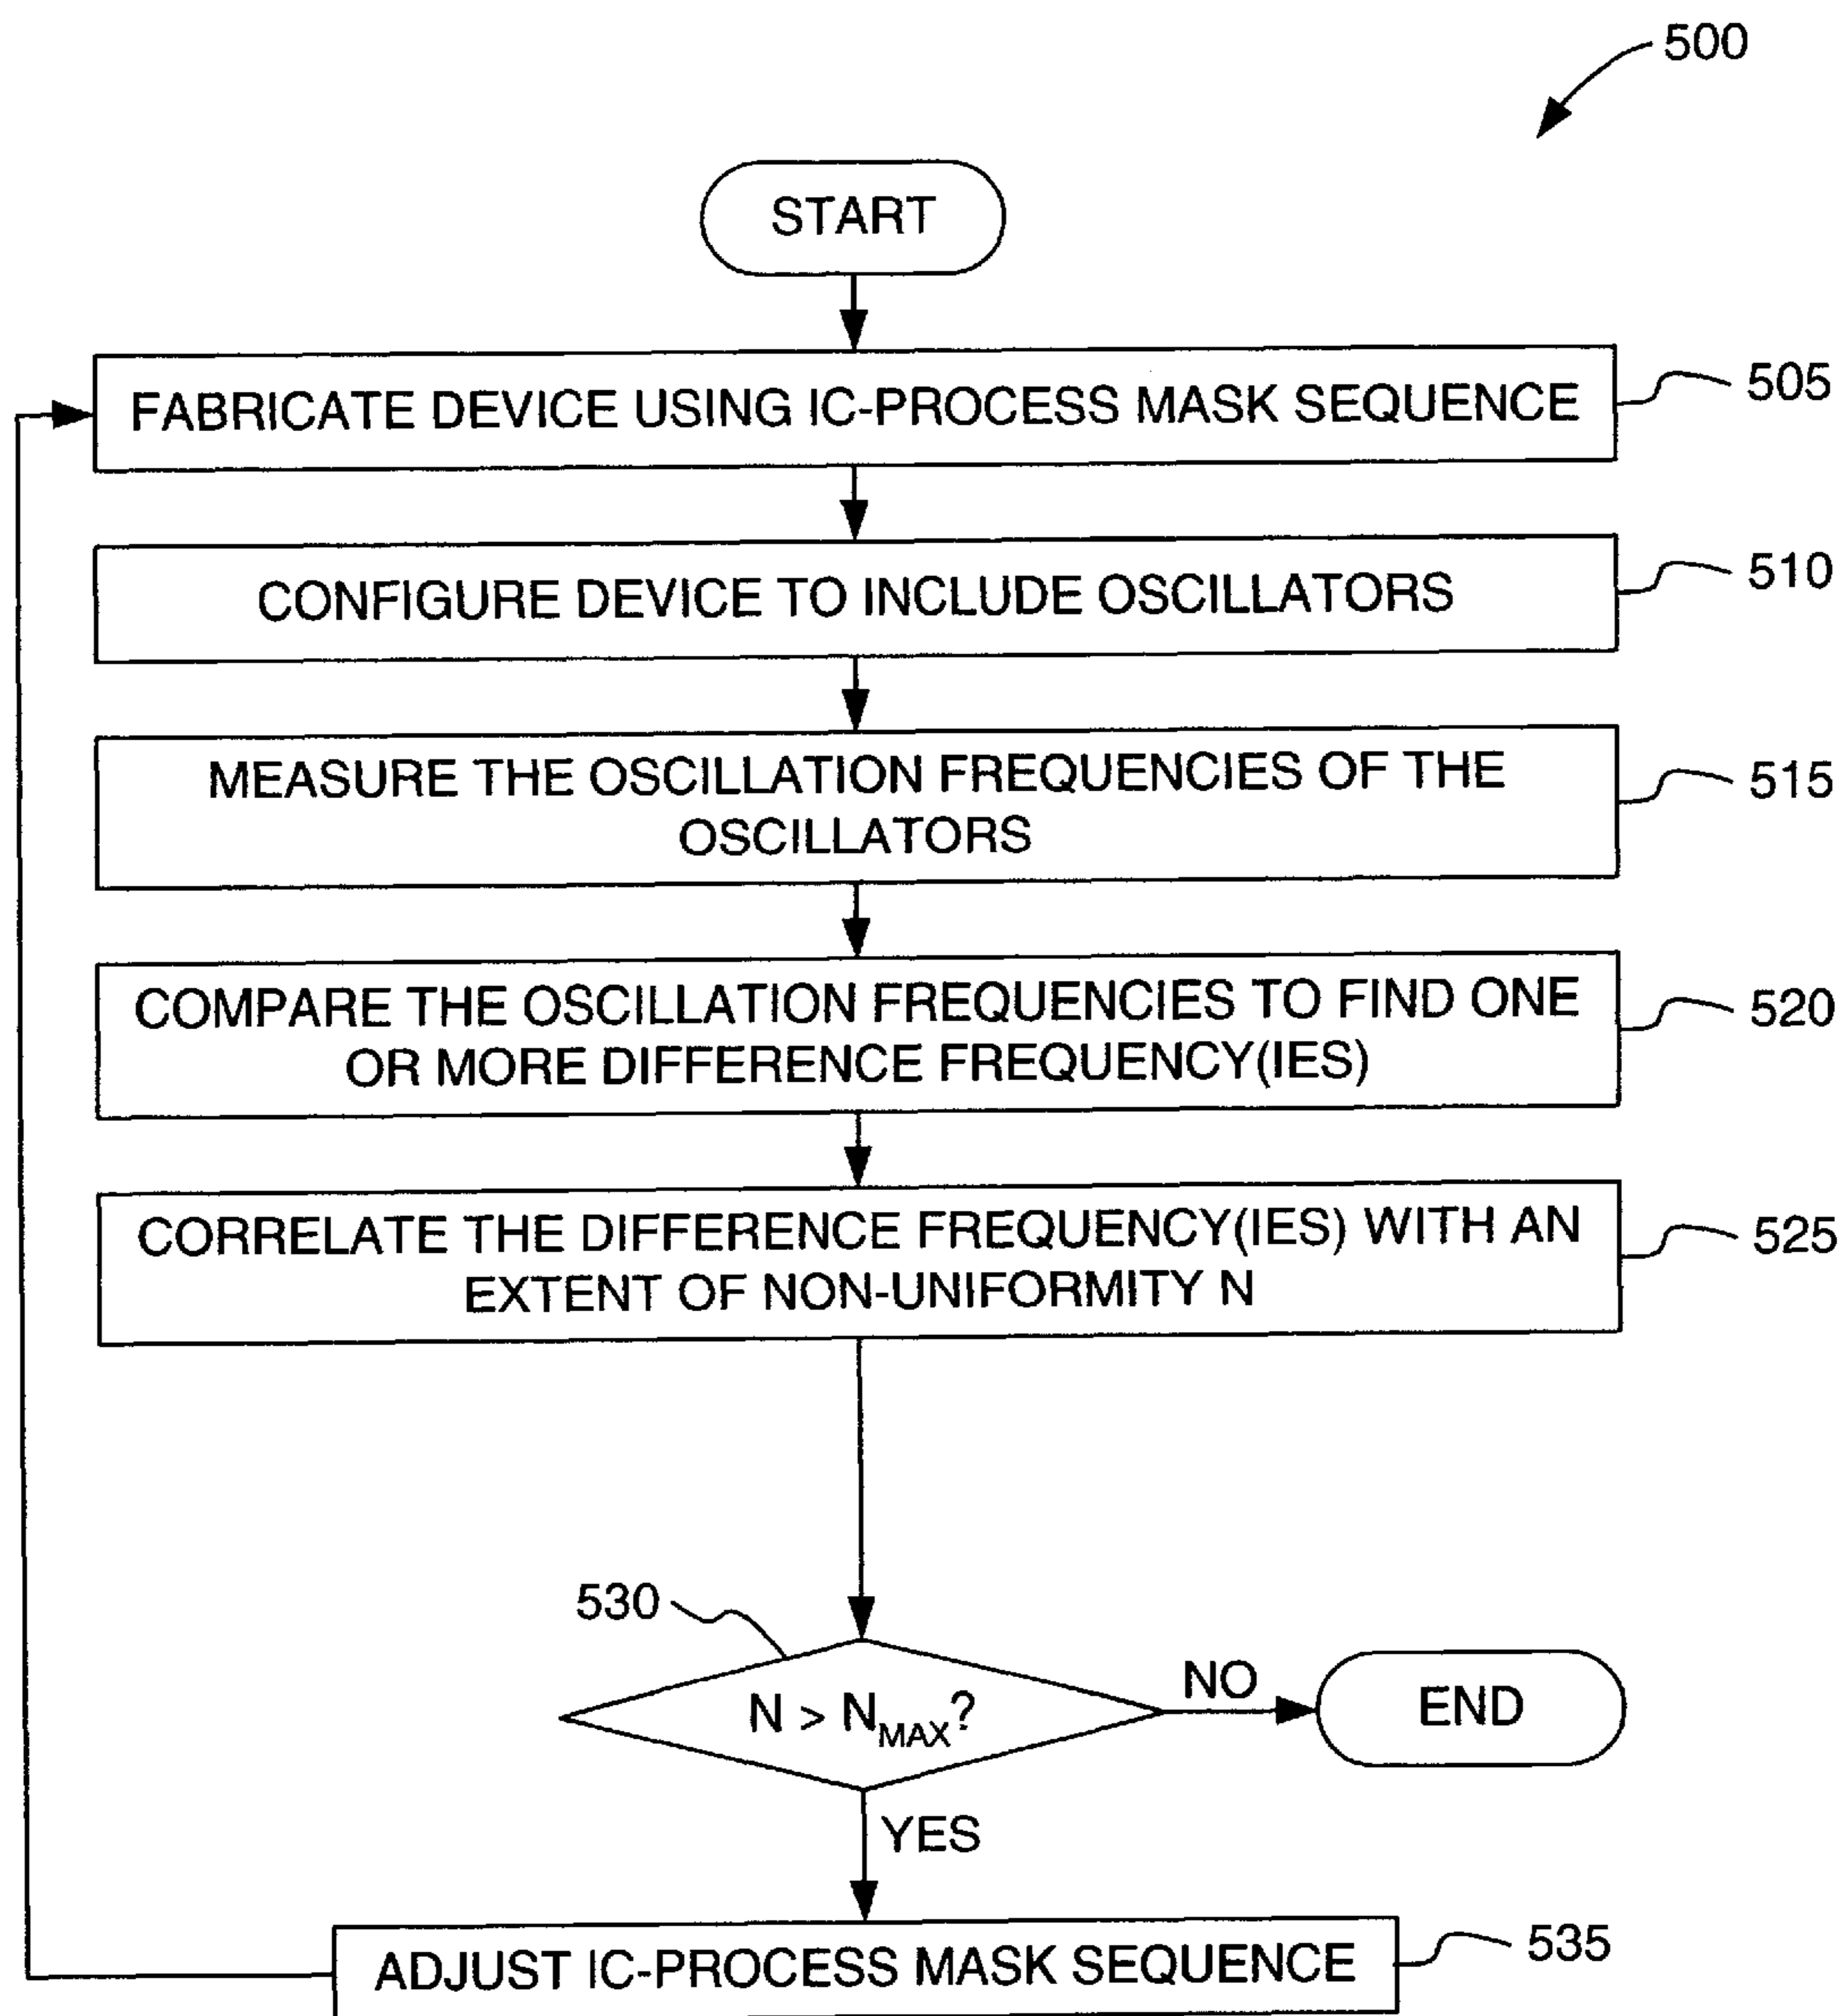 500
START
FABRICATE DEVICE USING IC-PROCESS MASK SEQUENCE
505
CONFIGURE DEVICE TO INCLUDE OSCILLATORS
510
MEASURE THE OSCILLATION FREQUENCIES OF THE
OSCILLATORS
515
COMPARE THE OSCILLATION FREQUENCIES TO FIND ONE
OR MORE DIFFERENCE FREQUENCY(IES)
520
CORRELATE THE DIFFERENCE FREQUENCY(IES) WITH AN
EXTENT OF NON-UNIFORMITY N
525
530
N > NMAX?
NO
END
YES
ADJUST IC-PROCESS MASK SEQUENCE
535